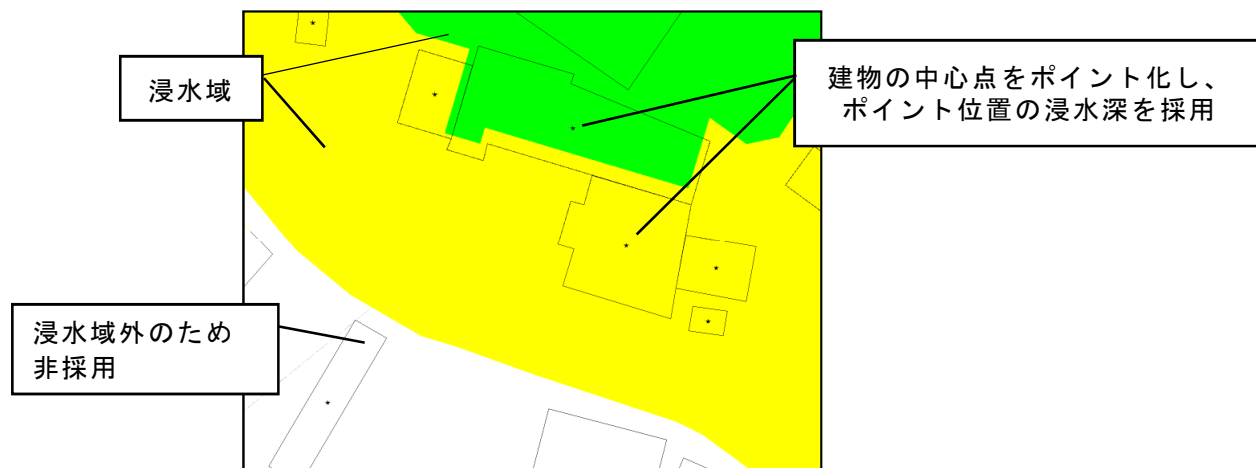 浸水域
建物の中心点をポイント化し、
ポイント位置の浸水深を採用
浸水域外のため
非採用